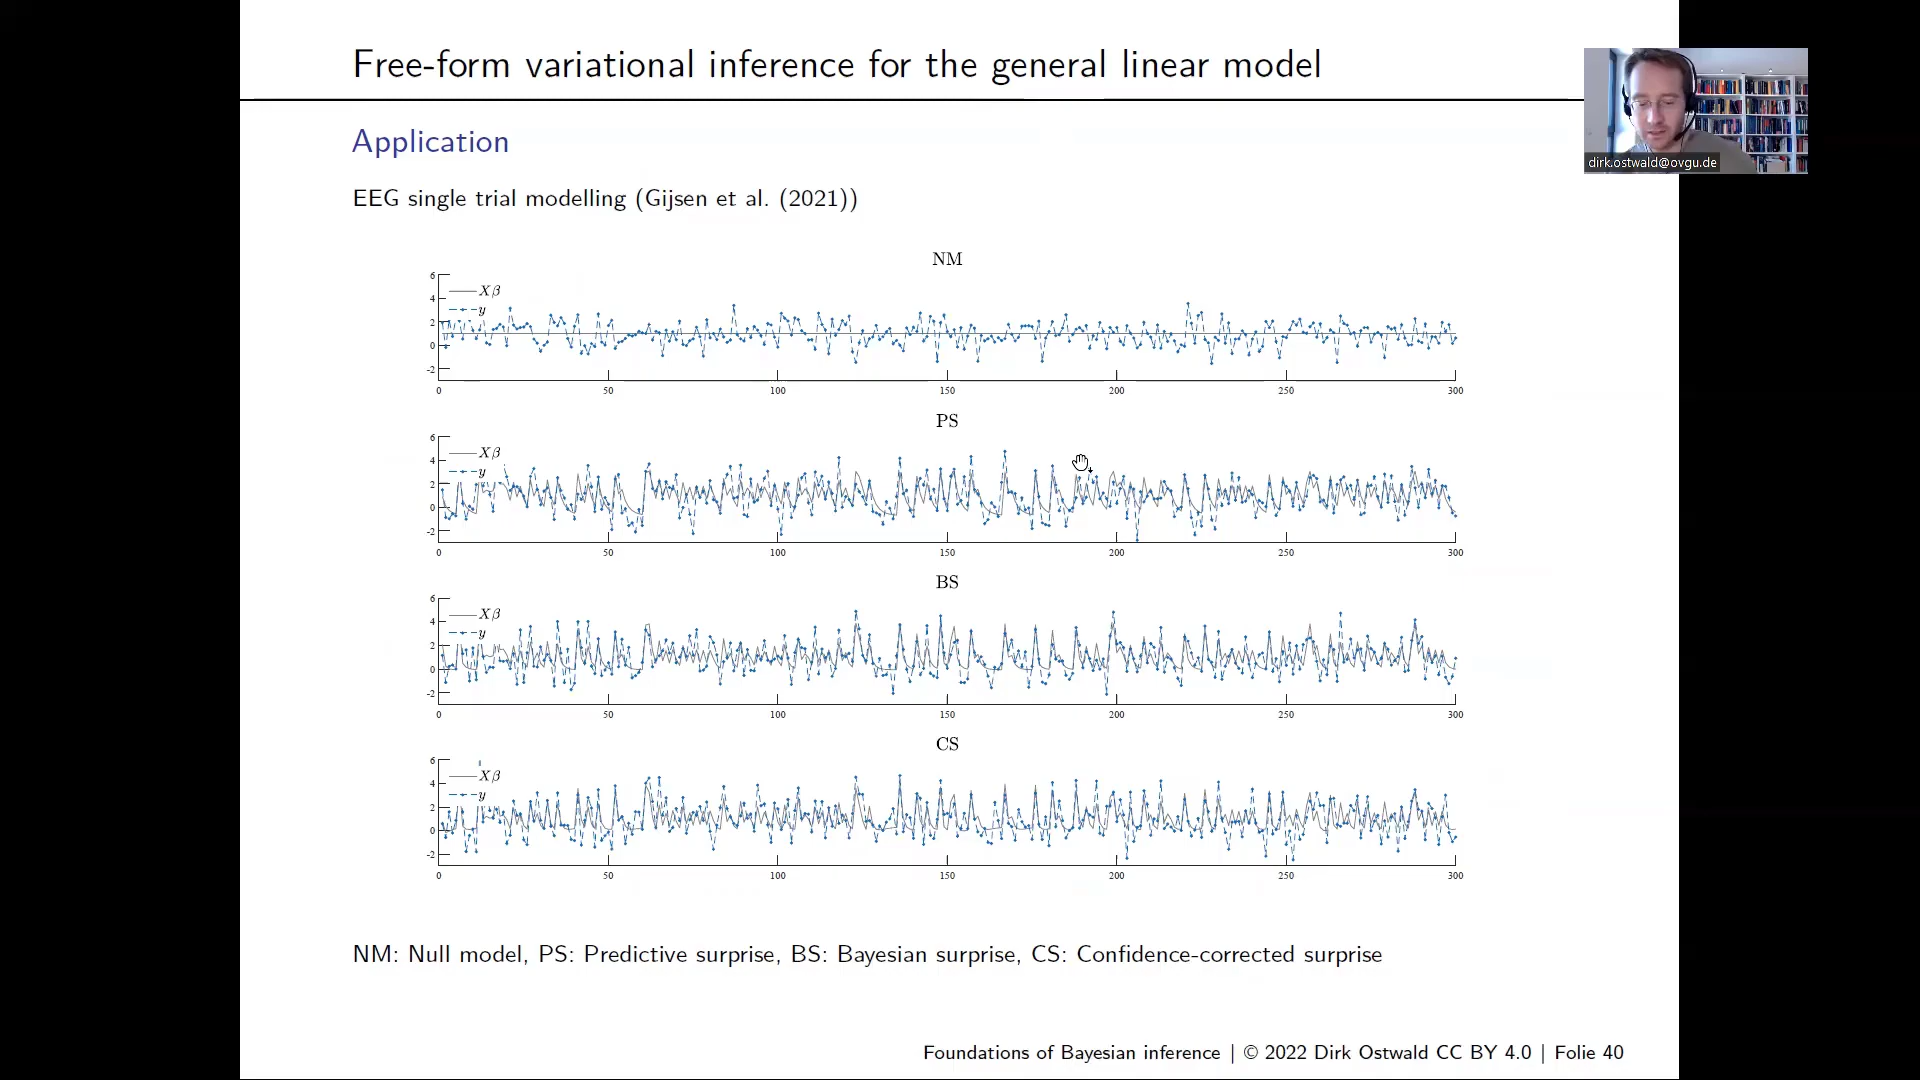 Free-form variational inference for the general linear model
dirk.ostwald@ovgu.de
Application
EEG single trial modelling (Gijsen et al. (2021))
NM
6
4
2
0
-2
Xβ
y
0 50 100 150 200 250 300
PS
6
4
2
0
-2
Xβ
y
0 50 100 150 200 250 300
BS
6
4
2
0
-2
Xβ
y
0 50 100 150 200 250 300
CS
6
4
2
0
-2
Xβ
y
0 50 100 150 200 250 300
NM: Null model, PS: Predictive surprise, BS: Bayesian surprise, CS: Confidence-corrected surprise
Foundations of Bayesian inference | © 2022 Dirk Ostwald CC BY 4.0 | Folie 40